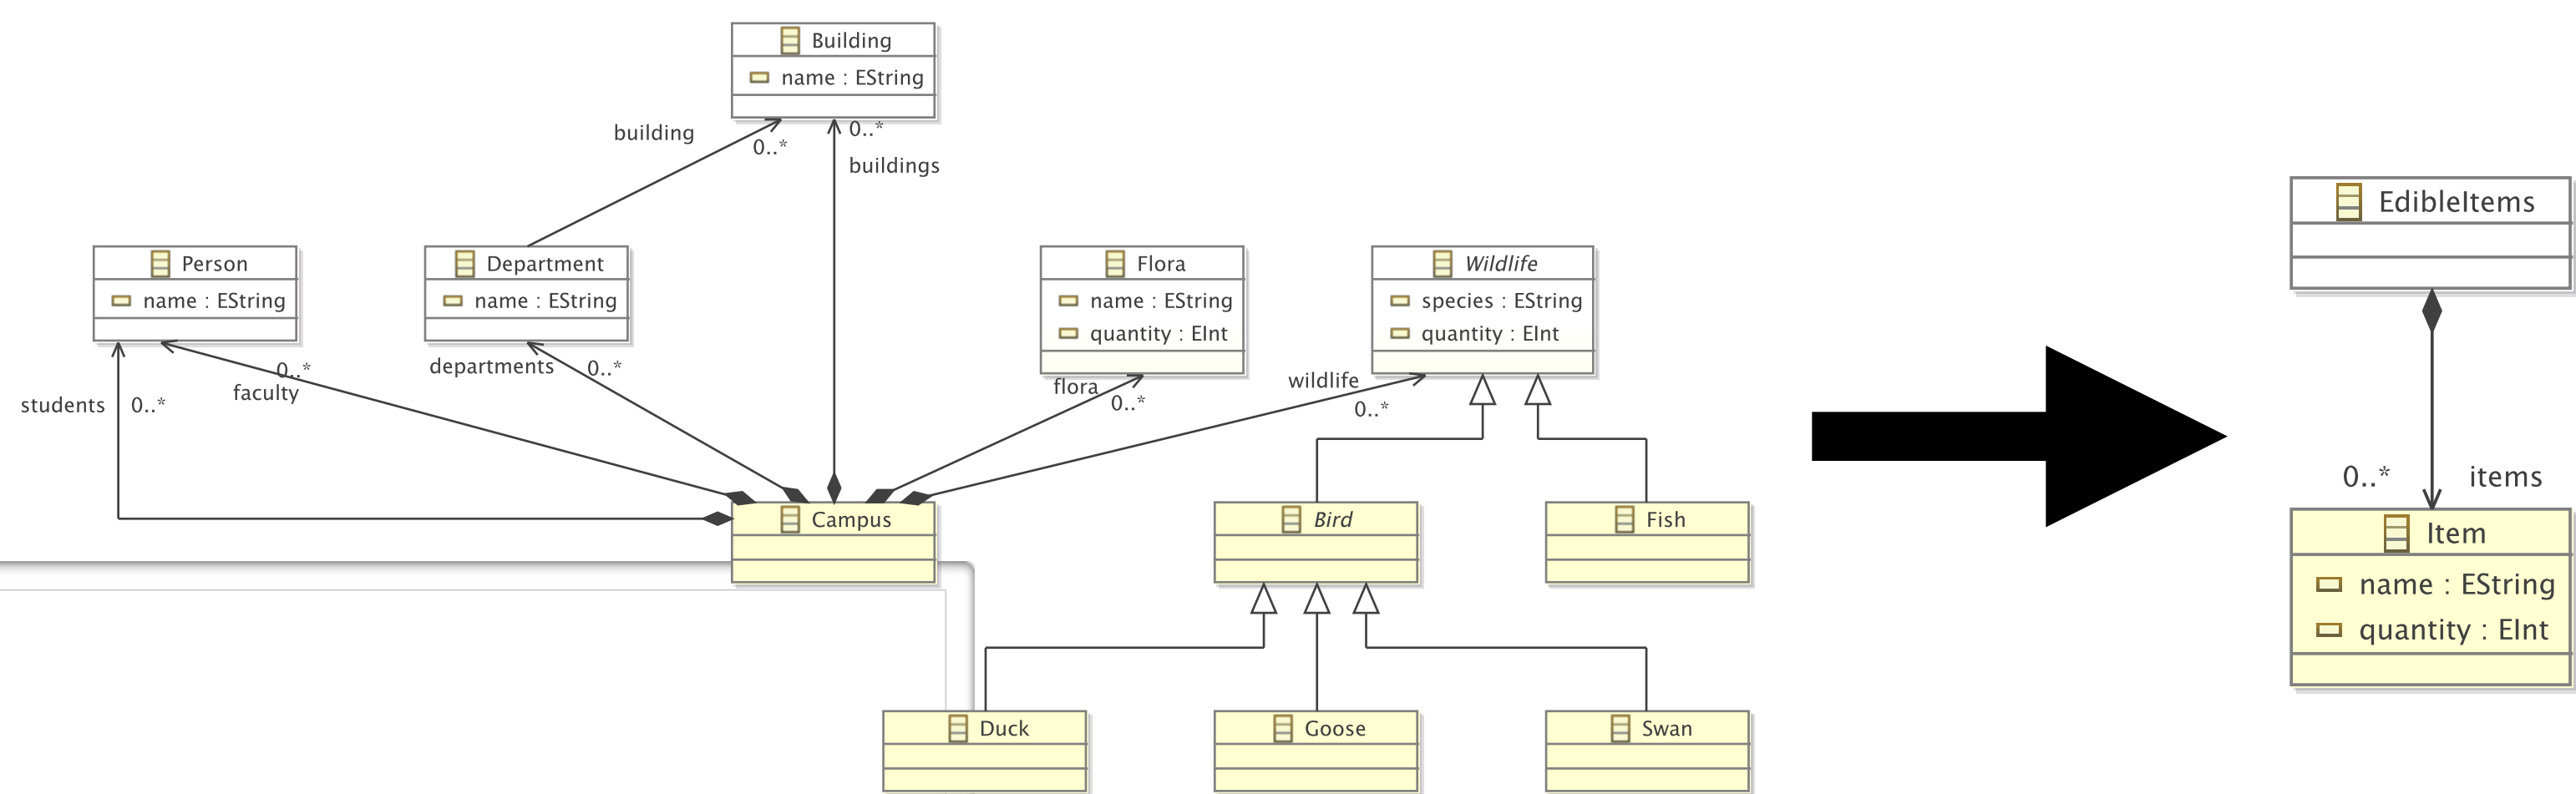 Building
name : EString
building
0..*
0..*
buildings
Person
name : EString
Department
name : EString
Flora
name : EString
quantity : EInt
Wildlife
species : EString
quantity : EInt
EdibleItems
students
0..*
0..*
faculty
departments
0..*
flora
0..*
wildlife
0..*
0..*
items
Campus
Bird
Fish
Item
name : EString
quantity : EInt
Duck
Goose
Swan